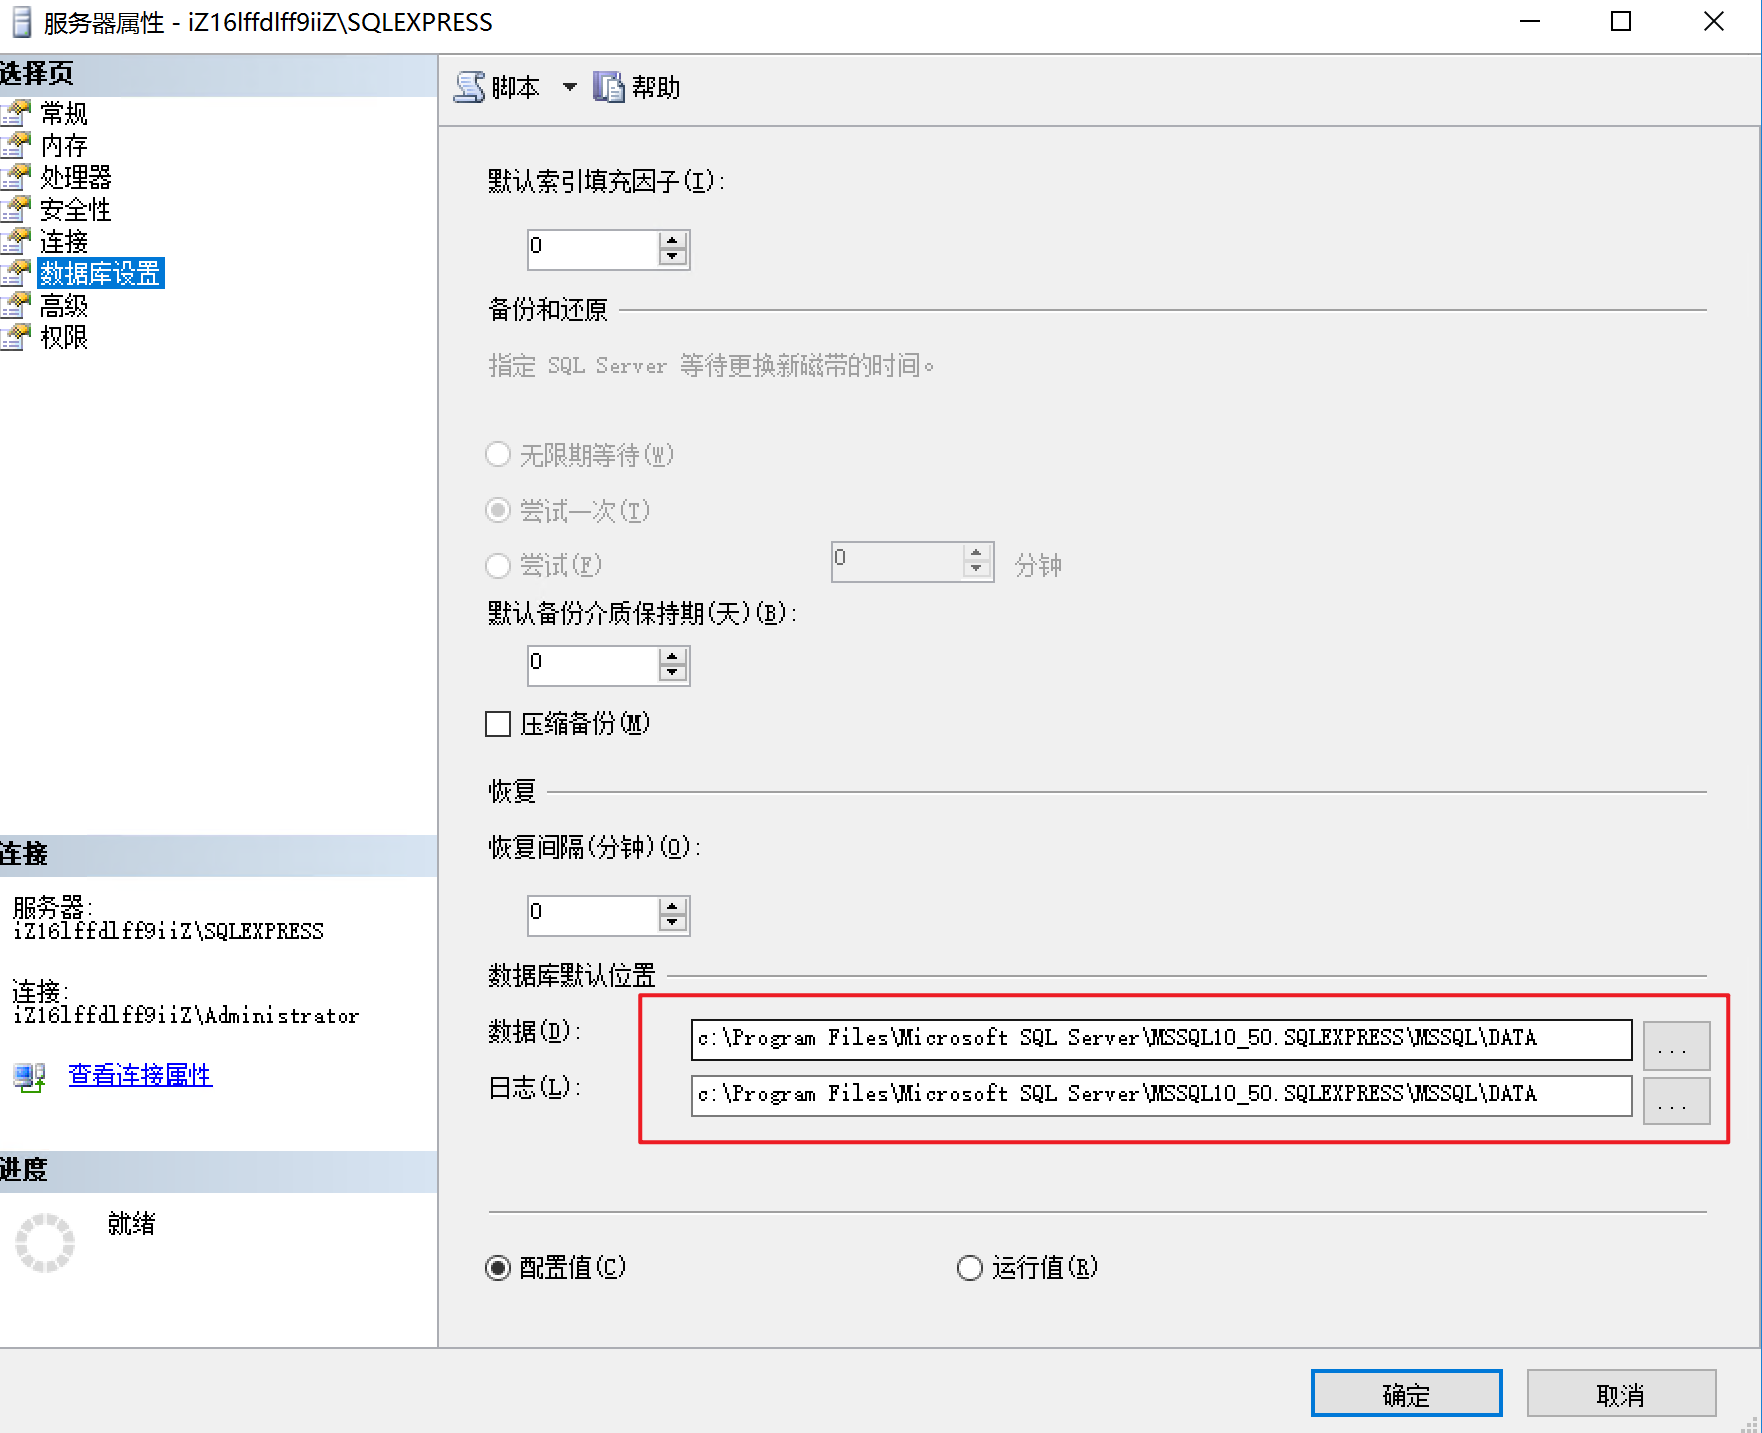 服务器属性 - iZ16lffdlff9iiZ\SQLEXPRESS
选择页
常规
内存
处理器
安全性
连接
数据库设置
高级
权限
连接
服务器:
iZ16lffdlff9iiZ\SQLEXPRESS
连接:
iZ16lffdlff9iiZ\Administrator
查看连接属性
进度
就绪
脚本 帮助
默认索引填充因子(I):
0
备份和还原
指定 SQL Server 等待更换新磁带的时间。
无限期等待(W)
尝试一次(T)
尝试(F) 0 分钟
默认备份介质保持期(天)(B):
0
压缩备份(M)
恢复
恢复间隔(分钟)(O):
0
数据库默认位置
数据(D): c:\Program Files\Microsoft SQL Server\MSSQL10_50.SQLEXPRESS\MSSQL\DATA ...
日志(L): c:\Program Files\Microsoft SQL Server\MSSQL10_50.SQLEXPRESS\MSSQL\DATA ...
配置值(C) 运行值(R)
确定 取消